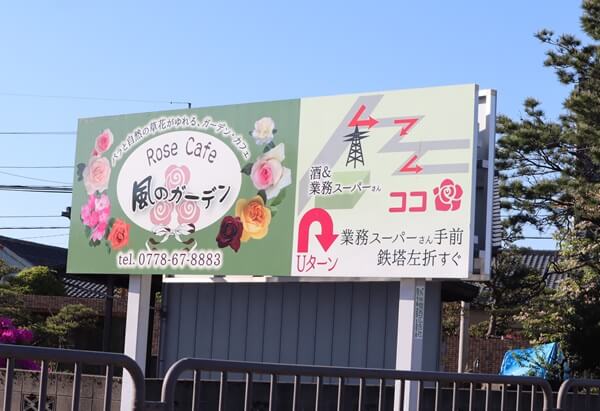 バラと自然の草花がゆれる、ガーデン・カフェ
Rose Cafe
風のガーデン
tel. 0778-67-8883
酒&
業務スーパーさん
ココ
Uターン
業務スーパーさん手前
鉄塔左折すぐ